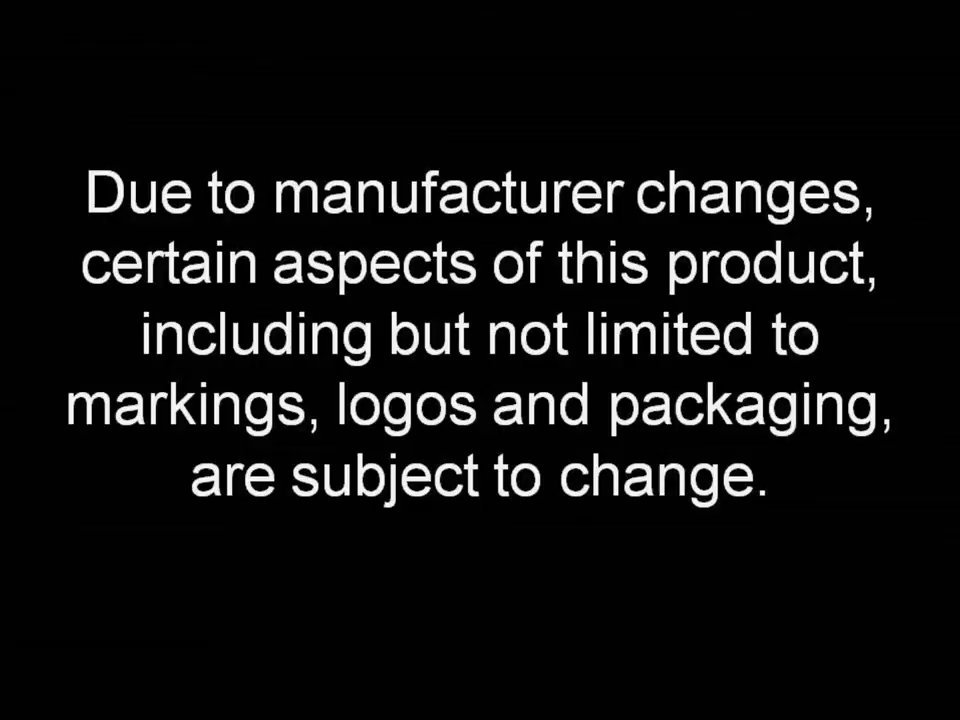 Due to manufacturer changes,
certain aspects of this product,
including but not limited to
markings, logos and packaging,
are subject to change.